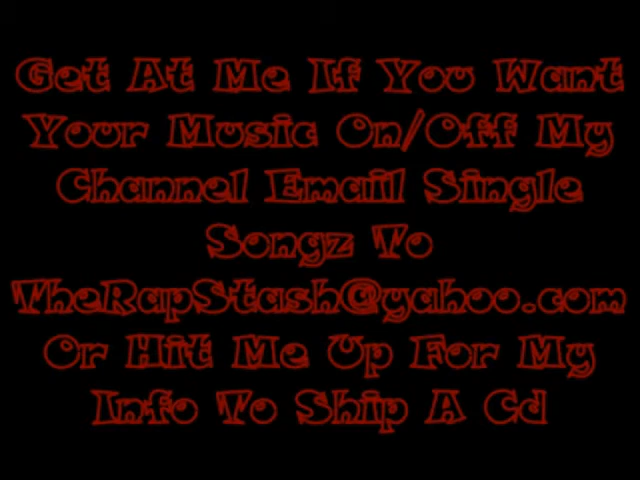 Get At Me If You Want
Your Music On/Off My
Channel Email Single
Songz To
TheRapStash@yahoo.com
Or Hit Me Up For My
Info To Ship A Cd